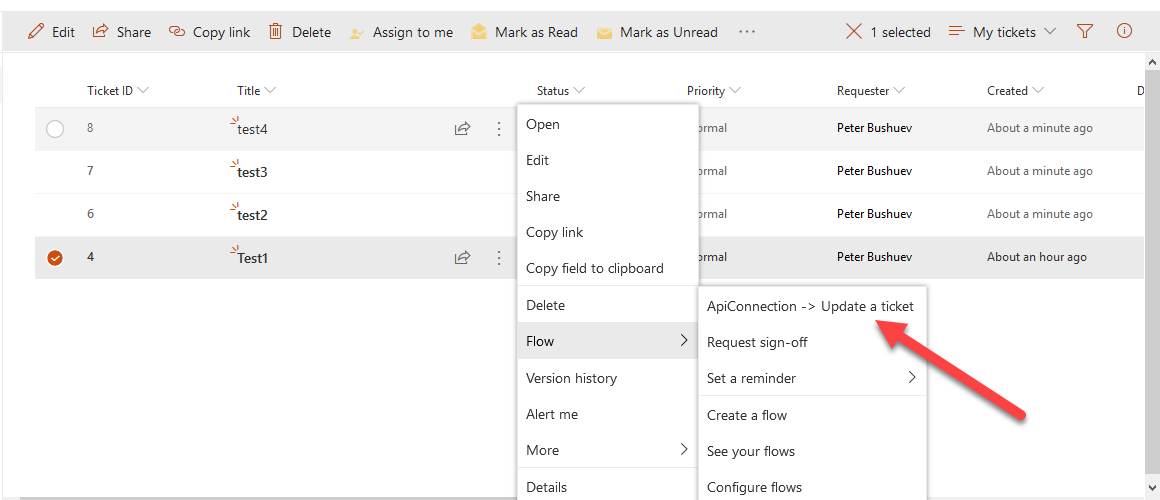 Edit Share Copy link Delete Assign to me Mark as Read Mark as Unread ··· 1 selected My tickets
Ticket ID Title Status Priority Requester Created D
8 test4 ormal Peter Bushuev About a minute ago
7 test3 ormal Peter Bushuev About a minute ago
6 test2 ormal Peter Bushuev About a minute ago
4 Test1 ormal Peter Bushuev About an hour ago
Open
Edit
Share
Copy link
Copy field to clipboard
Delete
Flow
Version history
Alert me
More
Details
ApiConnection -> Update a ticket
Request sign-off
Set a reminder
Create a flow
See your flows
Configure flows